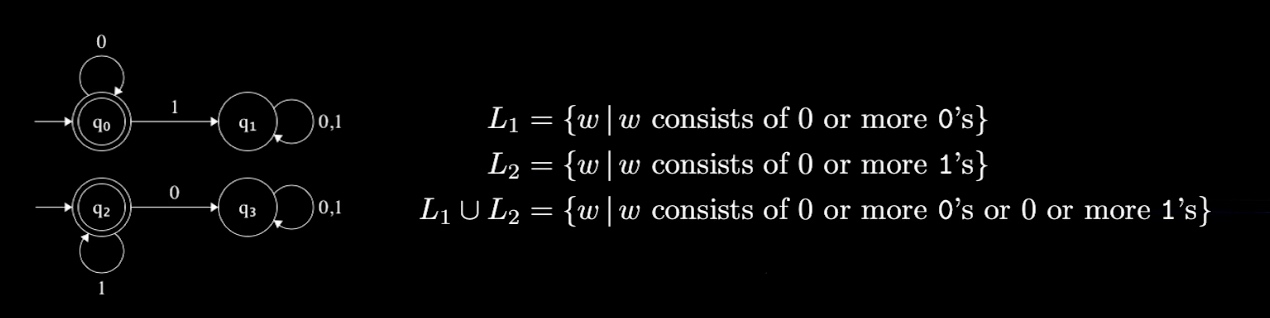 0
q₀ 1 q₁ 0,1
q₂ 0 q₃ 0,1
1
L₁ = {w | w consists of 0 or more 0's}
L₂ = {w | w consists of 0 or more 1's}
L₁ ∪ L₂ = {w | w consists of 0 or more 0's or 0 or more 1's}